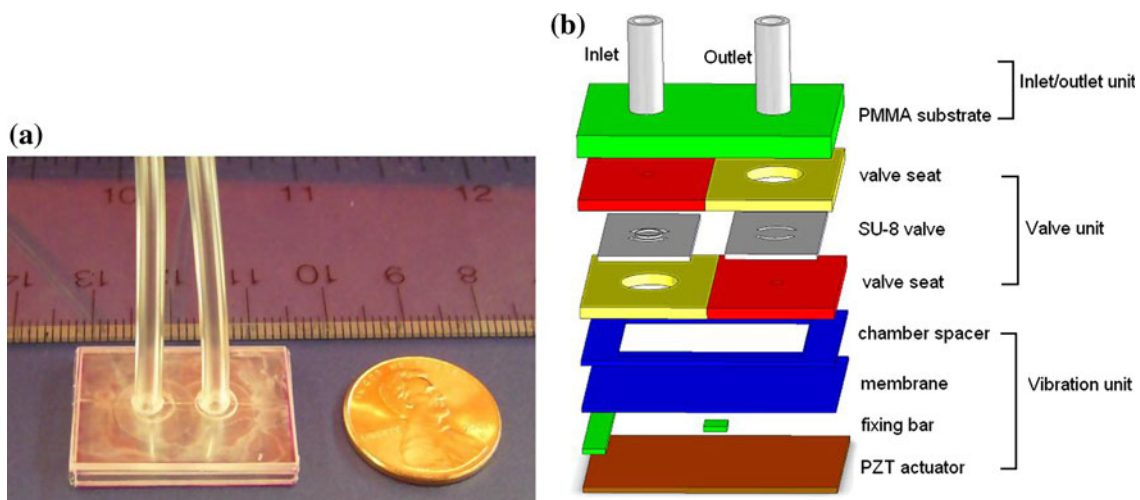 (a)
10 11 12
14 13 12 11 10 9 8
(b)
Inlet Outlet
Inlet/outlet unit
PMMA substrate
valve seat
SU-8 valve
Valve unit
valve seat
chamber spacer
membrane
Vibration unit
fixing bar
PZT actuator